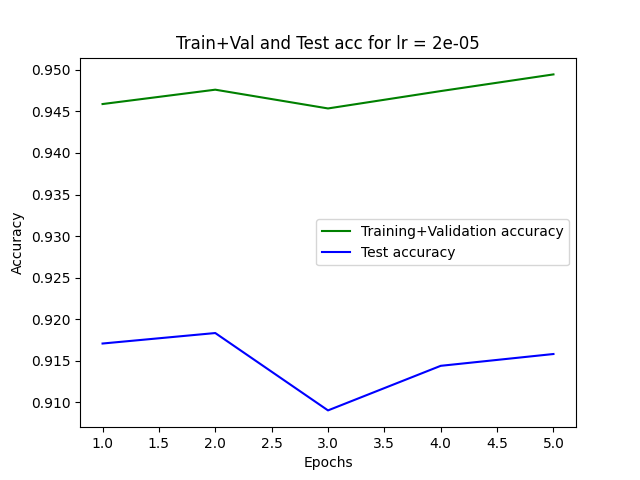 Train+Val and Test acc for lr = 2e-05
0.950
0.945
0.940
0.935
0.930
0.925
0.920
0.915
0.910
Accuracy
Training+Validation accuracy
Test accuracy
1.0 1.5 2.0 2.5 3.0 3.5 4.0 4.5 5.0
Epochs